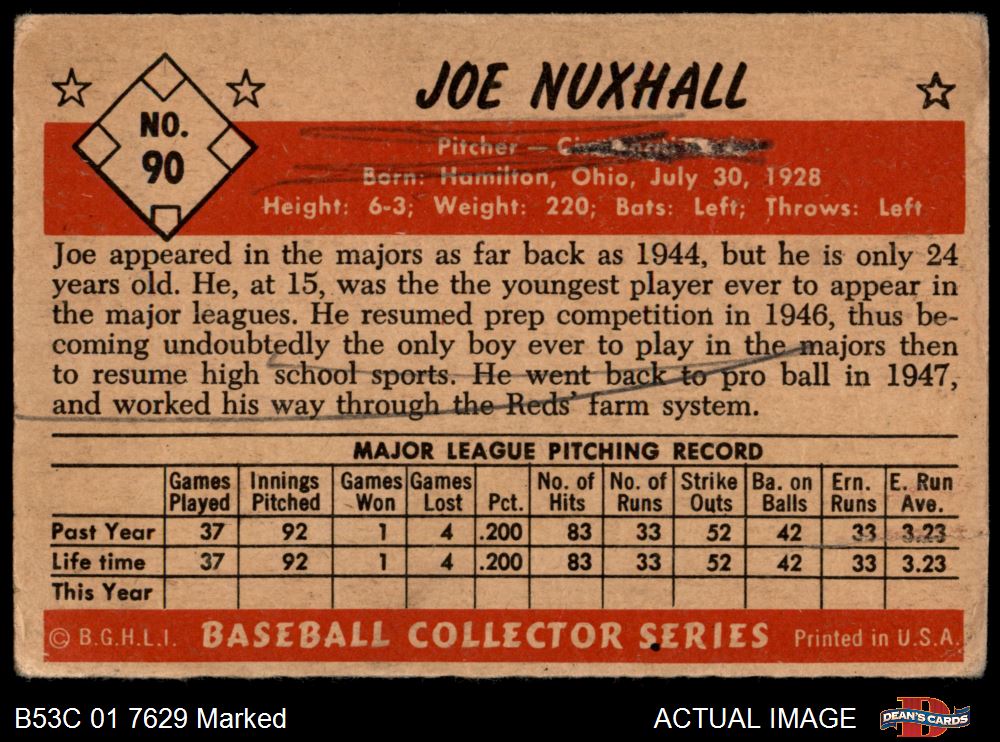 JOE NUXHALL
NO.
90
Pitcher —
Born: Hamilton, Ohio, July 30, 1928
Height: 6-3; Weight: 220; Bats: Left; Throws: Left
Joe appeared in the majors as far back as 1944, but he is only 24
years old. He, at 15, was the the youngest player ever to appear in
the major leagues. He resumed prep competition in 1946, thus be-
coming undoubtedly the only boy ever to play in the majors then
to resume high school sports. He went back to pro ball in 1947,
and worked his way through the Reds' farm system.
MAJOR LEAGUE PITCHING RECORD
Games Innings Games Games No. of No. of Strike Ba. on Ern. E. Run
Played Pitched Won Lost Pct. Hits Runs Outs Balls Runs Ave.
Past Year 37 92 1 4 .200 83 33 52 42 33 3.23
Life time 37 92 1 4 .200 83 33 52 42 33 3.23
This Year
© B.G.H.L.I. BASEBALL COLLECTOR SERIES Printed in U.S.A.
B53C 01 7629 Marked ACTUAL IMAGE DEAN'S CARDS